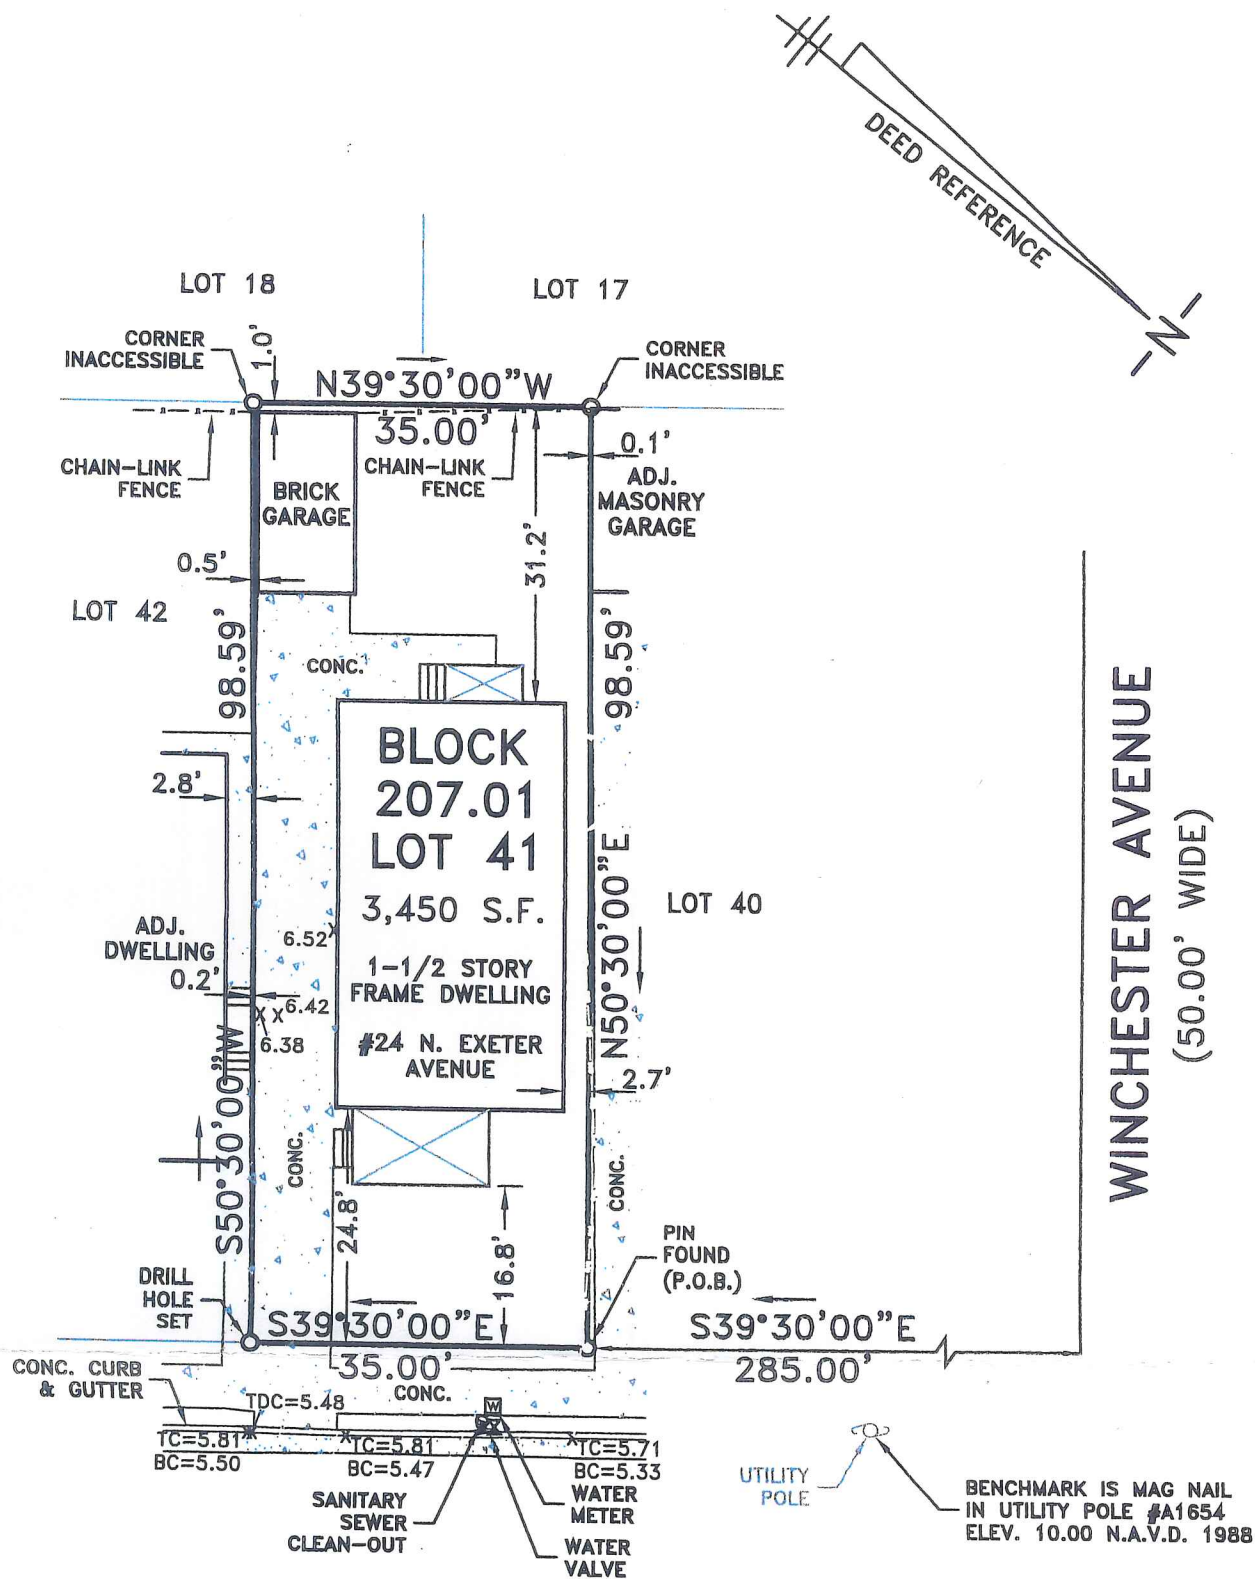 DEED REFERENCE
N
LOT 18
LOT 17
CORNER
INACCESSIBLE
1.0'
CORNER
INACCESSIBLE
N39°30'00"W
35.00'
CHAIN-LINK
FENCE
CHAIN-LINK
FENCE
0.1'
ADJ.
MASONRY
GARAGE
BRICK
GARAGE
31.2'
0.5'
LOT 42
98.59'
98.59'
CONC.
BLOCK
207.01
LOT 41
3,450 S.F.
1-1/2 STORY
FRAME DWELLING
#24 N. EXETER
AVENUE
2.8'
ADJ.
DWELLING
0.2'
6.52
X
X X
6.42
6.38
N50°30'00"E
LOT 40
2.7'
WINCHESTER AVENUE
(50.00' WIDE)
S50°30'00"W
CONC.
CONC.
24.8'
16.8'
PIN
FOUND
(P.O.B.)
DRILL
HOLE
SET
S39°30'00"E
35.00'
S39°30'00"E
285.00'
CONC. CURB
& GUTTER
CONC.
TDC=5.48
W
TC=5.81
BC=5.50
X
TC=5.81
BC=5.47
X
TC=5.71
BC=5.33
SANITARY
SEWER
CLEAN-OUT
WATER
METER
WATER
VALVE
UTILITY
POLE
BENCHMARK IS MAG NAIL
IN UTILITY POLE #A1654
ELEV. 10.00 N.A.V.D. 1988